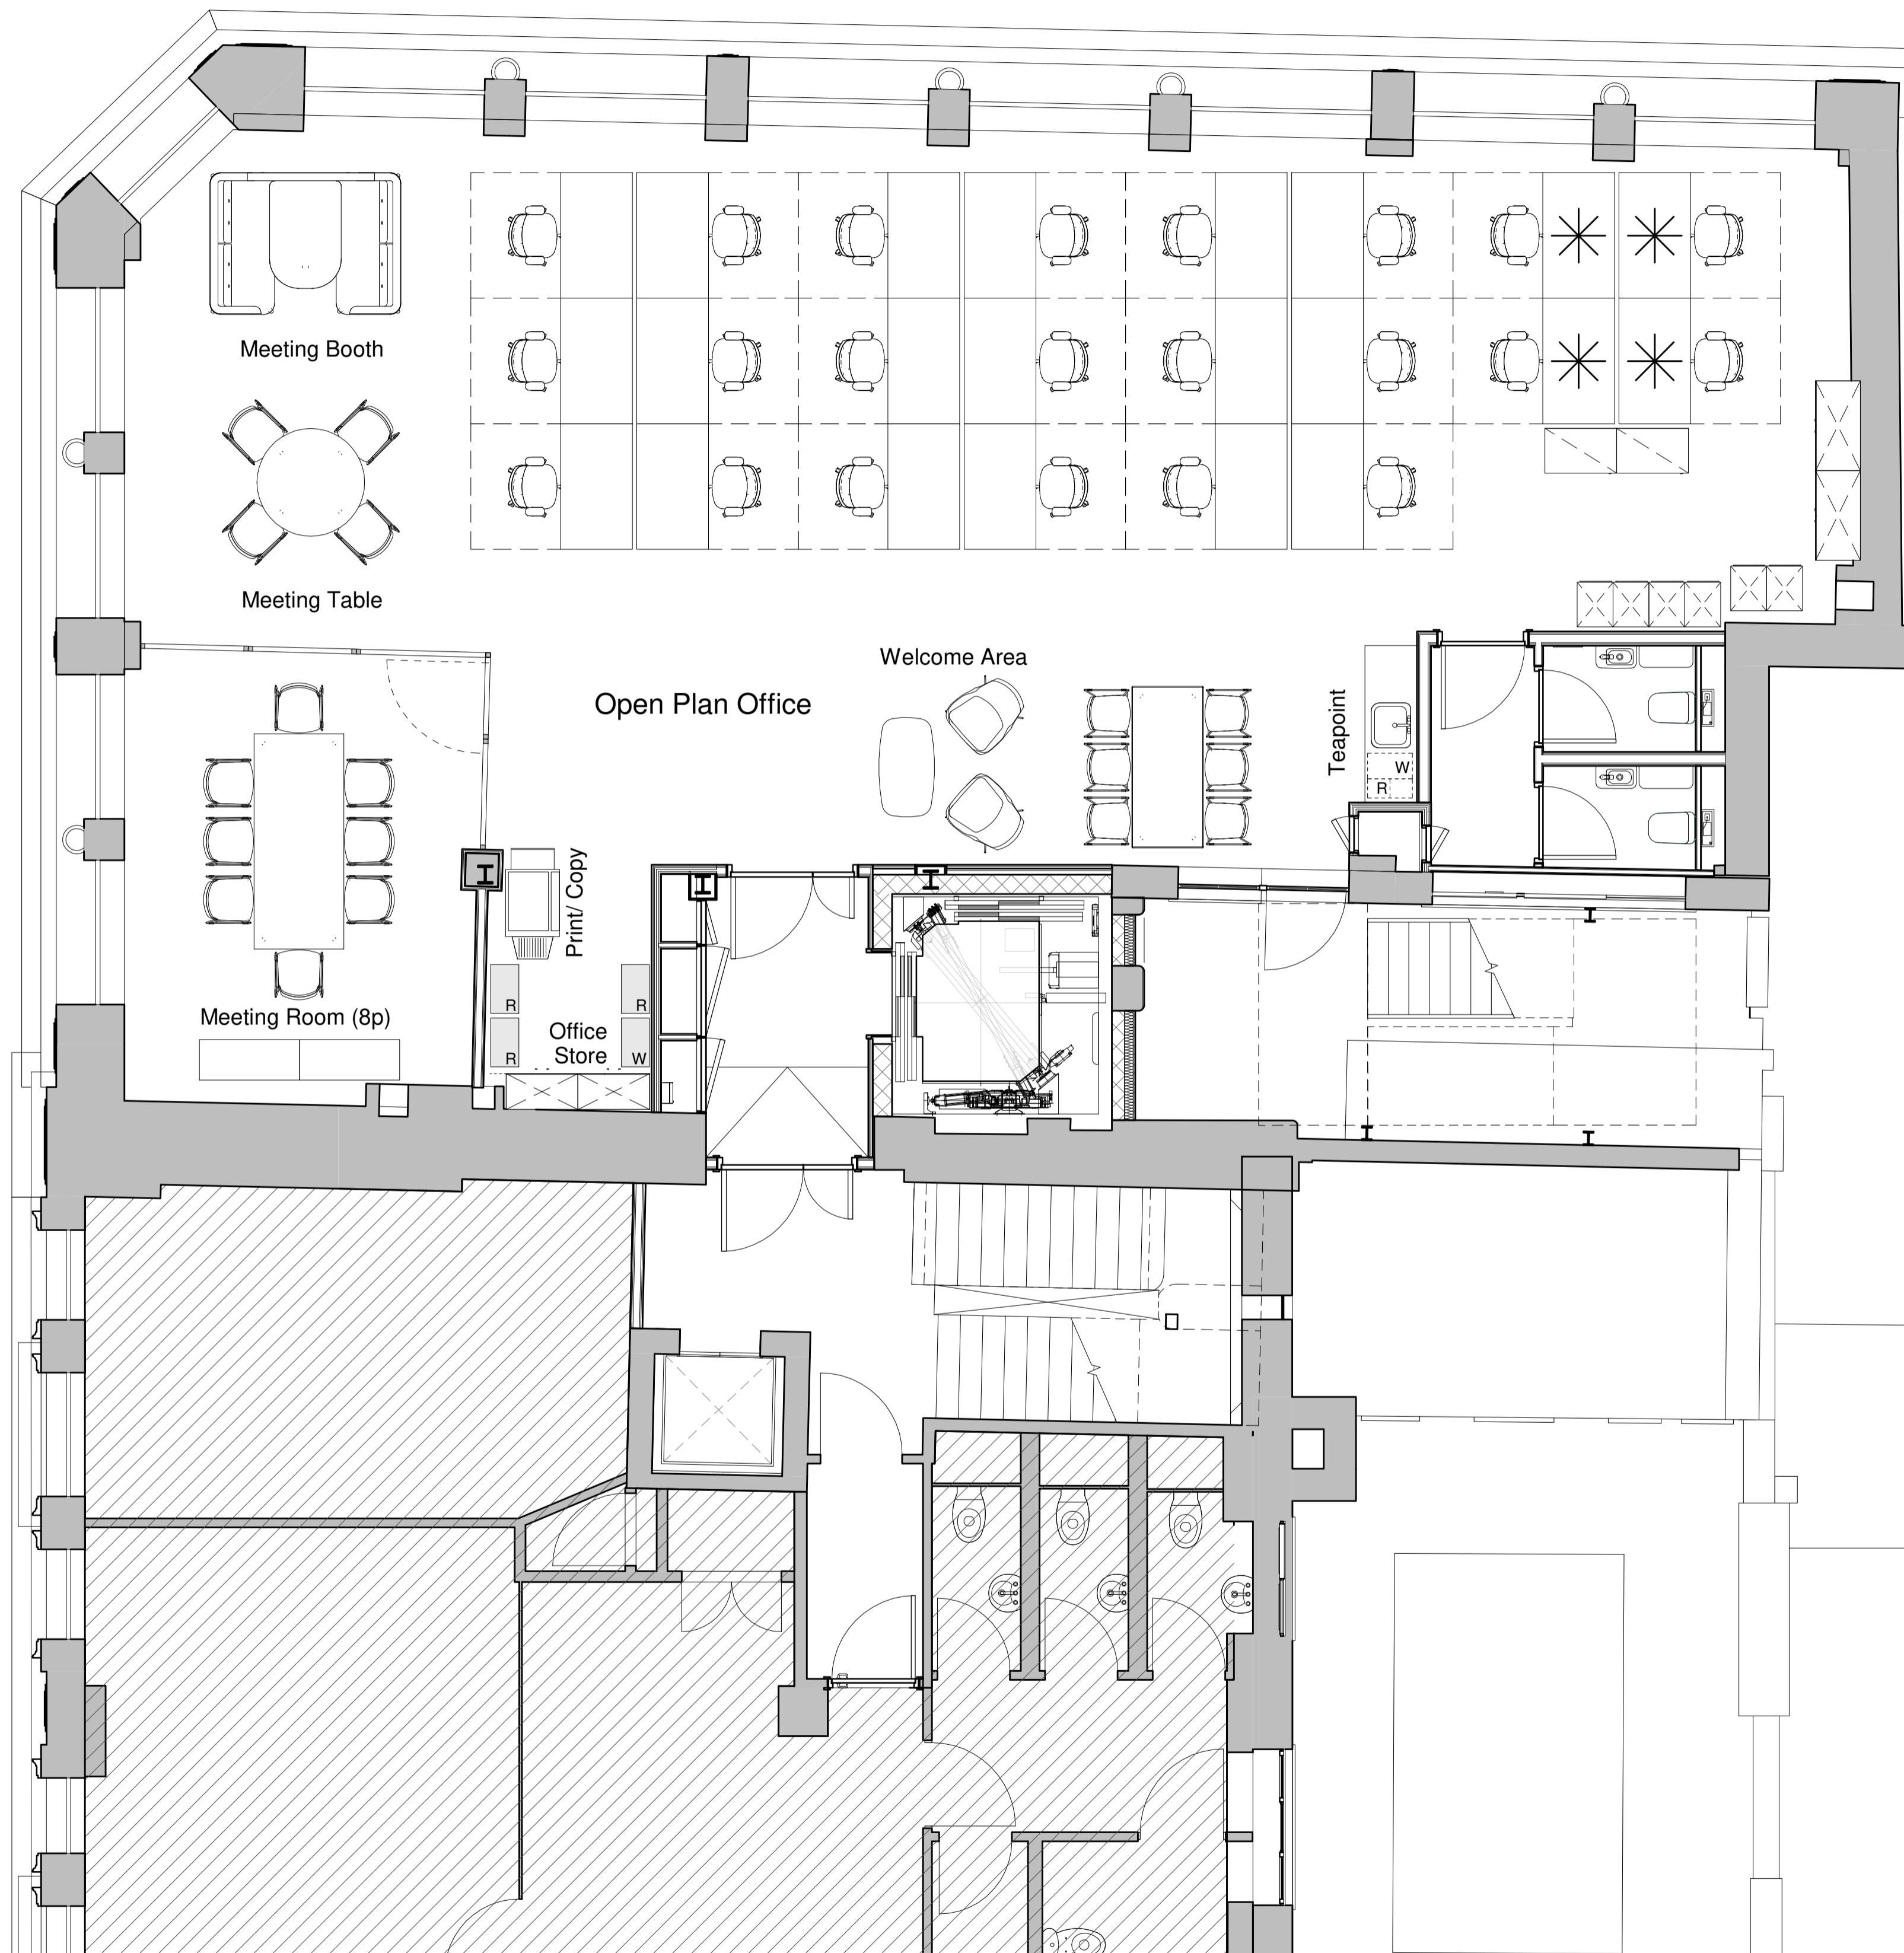 Meeting Booth
Meeting Table
Welcome Area
Open Plan Office
Teapoint
W
R
Print/ Copy
R
R
Meeting Room (8p)
Office
Store
R
W